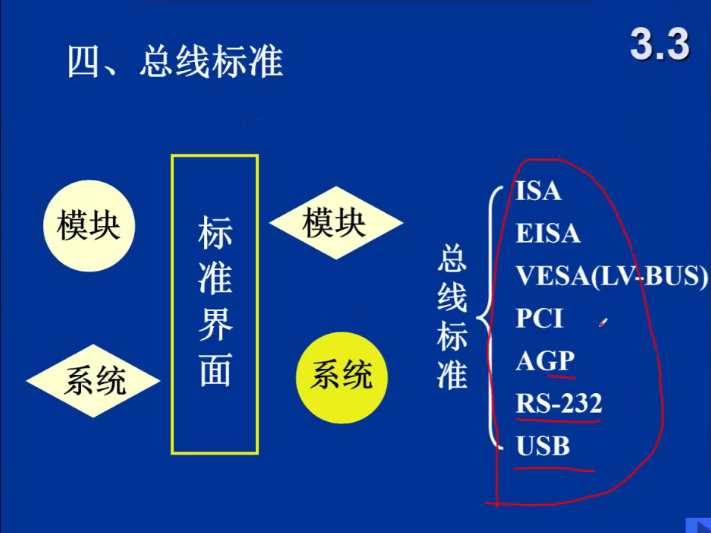 四、总线标准
3.3
模块
标准界面
模块
系统
系统
总线标准
ISA
EISA
VESA(LV-BUS)
PCI
AGP
RS-232
USB